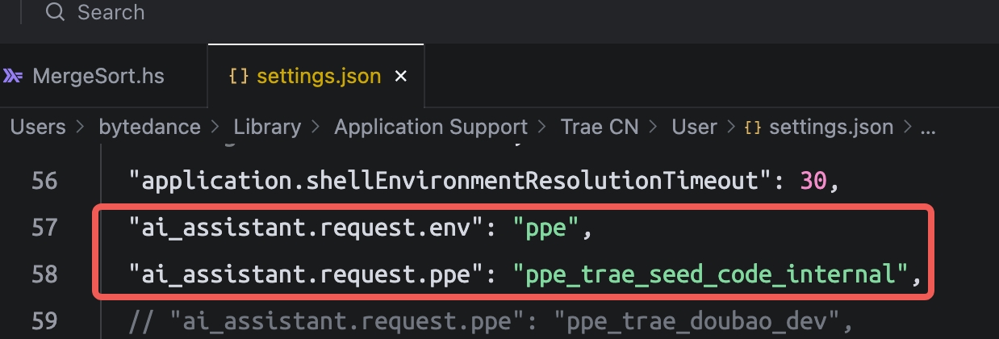 Search
MergeSort.hs
{} settings.json ×
Users > bytedance > Library > Application Support > Trae CN > User > {} settings.json > ...
56 "application.shellEnvironmentResolutionTimeout": 30,
57 "ai_assistant.request.env": "ppe",
58 "ai_assistant.request.ppe": "ppe_trae_seed_code_internal",
59 // "ai_assistant.request.ppe": "ppe_trae_doubao_dev",